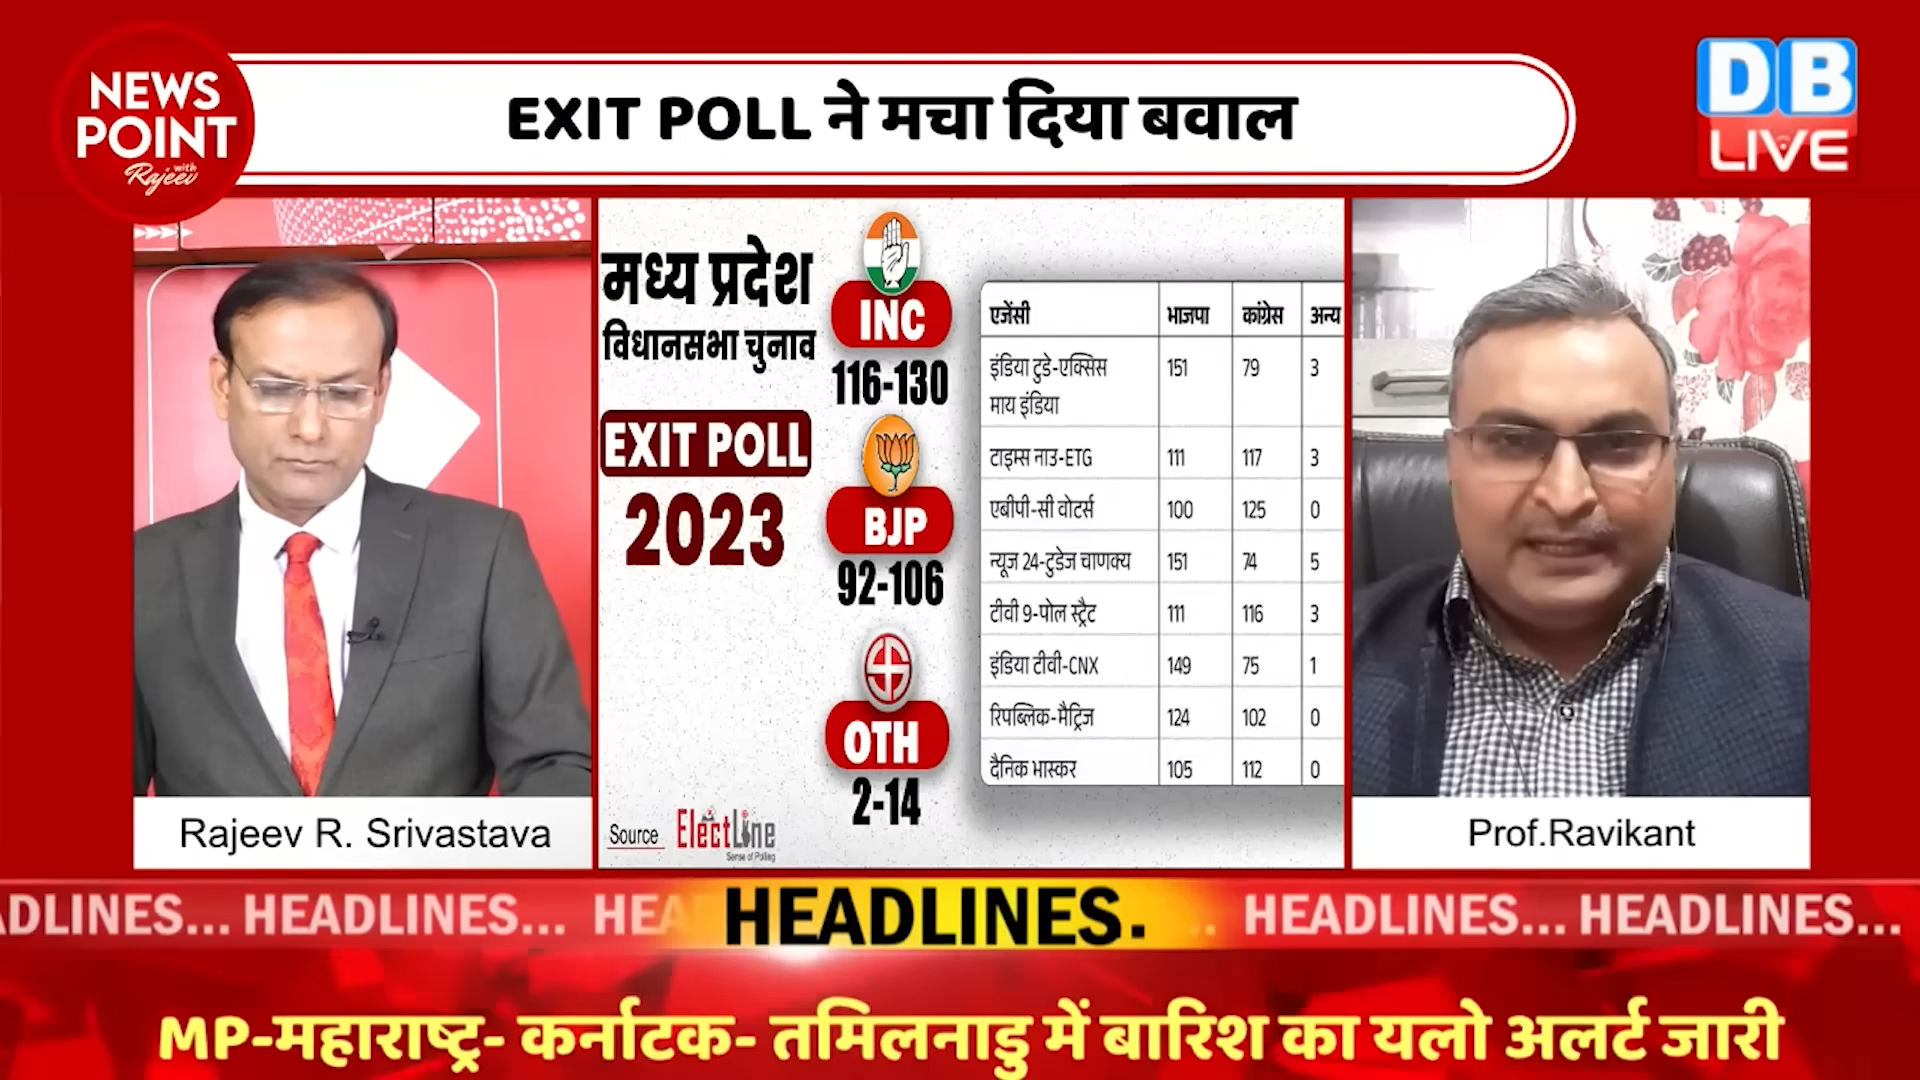 NEWS
POINT
with
Rajeev
EXIT POLL ने मचा दिया बवाल
DB
LIVE
मध्य प्रदेश
विधानसभा चुनाव
EXIT POLL
2023
INC
116-130
BJP
92-106
OTH
2-14
Source ElectLine
Sense of Polling
एजेंसी भाजपा कांग्रेस अन्य
इंडिया टुडे-एक्सिस माय इंडिया 151 79 3
टाइम्स नाउ-ETG 111 117 3
एबीपी-सी वोटर्स 100 125 0
न्यूज 24-टुडेज चाणक्य 151 74 5
टीवी 9-पोल स्ट्रैट 111 116 3
इंडिया टीवी-CNX 149 75 1
रिपब्लिक-मैट्रिज 124 102 0
दैनिक भास्कर 105 112 0
Rajeev R. Srivastava
Prof.Ravikant
ADLINES... HEADLINES... HEA HEADLINES. .. HEADLINES... HEADLINES...
MP-महाराष्ट्र- कर्नाटक- तमिलनाडु में बारिश का यलो अलर्ट जारी